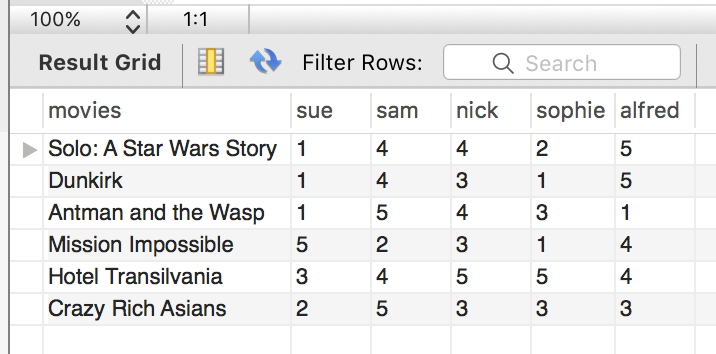 100% 1:1
Result Grid Filter Rows: Search
movies sue sam nick sophie alfred
Solo: A Star Wars Story 1 4 4 2 5
Dunkirk 1 4 3 1 5
Antman and the Wasp 1 5 4 3 1
Mission Impossible 5 2 3 1 4
Hotel Transilvania 3 4 5 5 4
Crazy Rich Asians 2 5 3 3 3